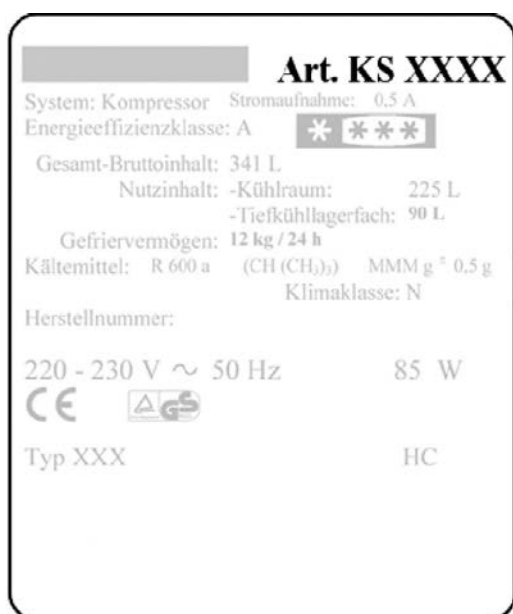 Art. KS XXXX
System: Kompressor Stromaufnahme: 0.5 A
Energieeffizienzklasse: A
Gesamt-Bruttoinhalt: 341 L
Nutzinhalt: -Kühlraum: 225 L
-Tiefkühllagerfach: 90 L
Gefriervermögen: 12 kg / 24 h
Kältemittel: R 600 a (CH (CH₃)₃) MMM g ± 0.5 g
Klimaklasse: N
Herstellnummer:
220 - 230 V ~ 50 Hz 85 W
CE GS
Typ XXX HC